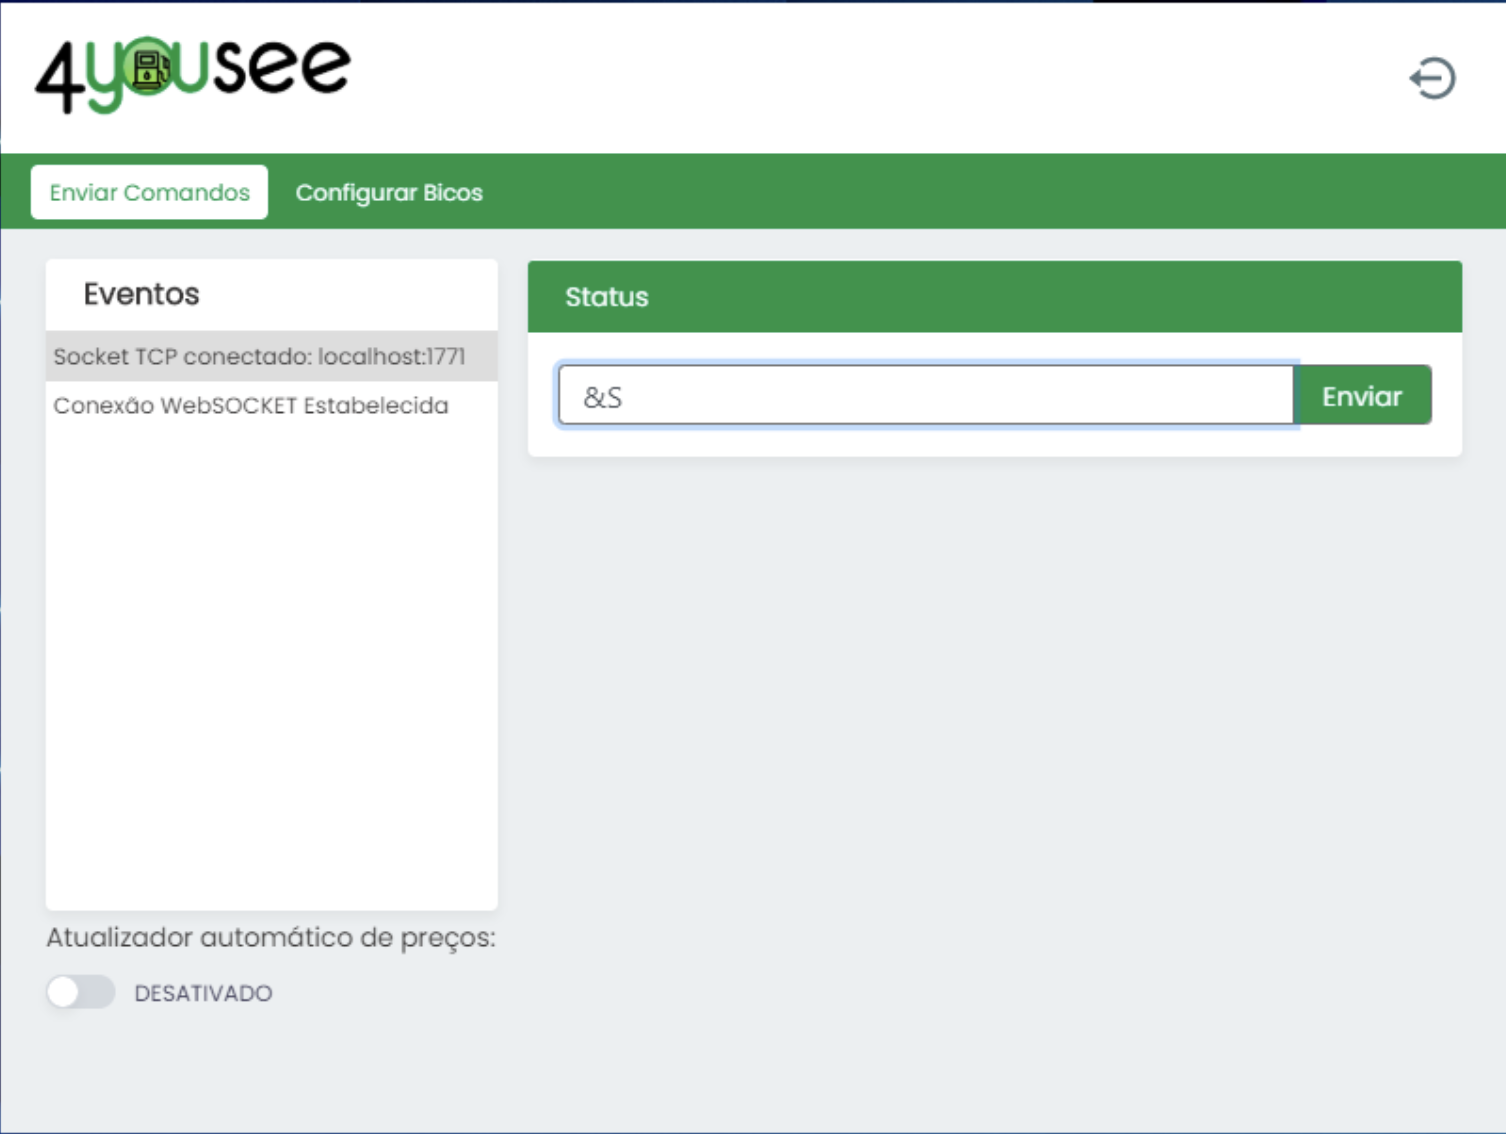 4yousee
Enviar Comandos
Configurar Bicos
Eventos
Socket TCP conectado: localhost:1771
Conexão WebSOCKET Estabelecida
Status
&S
Enviar
Atualizador automático de preços:
DESATIVADO